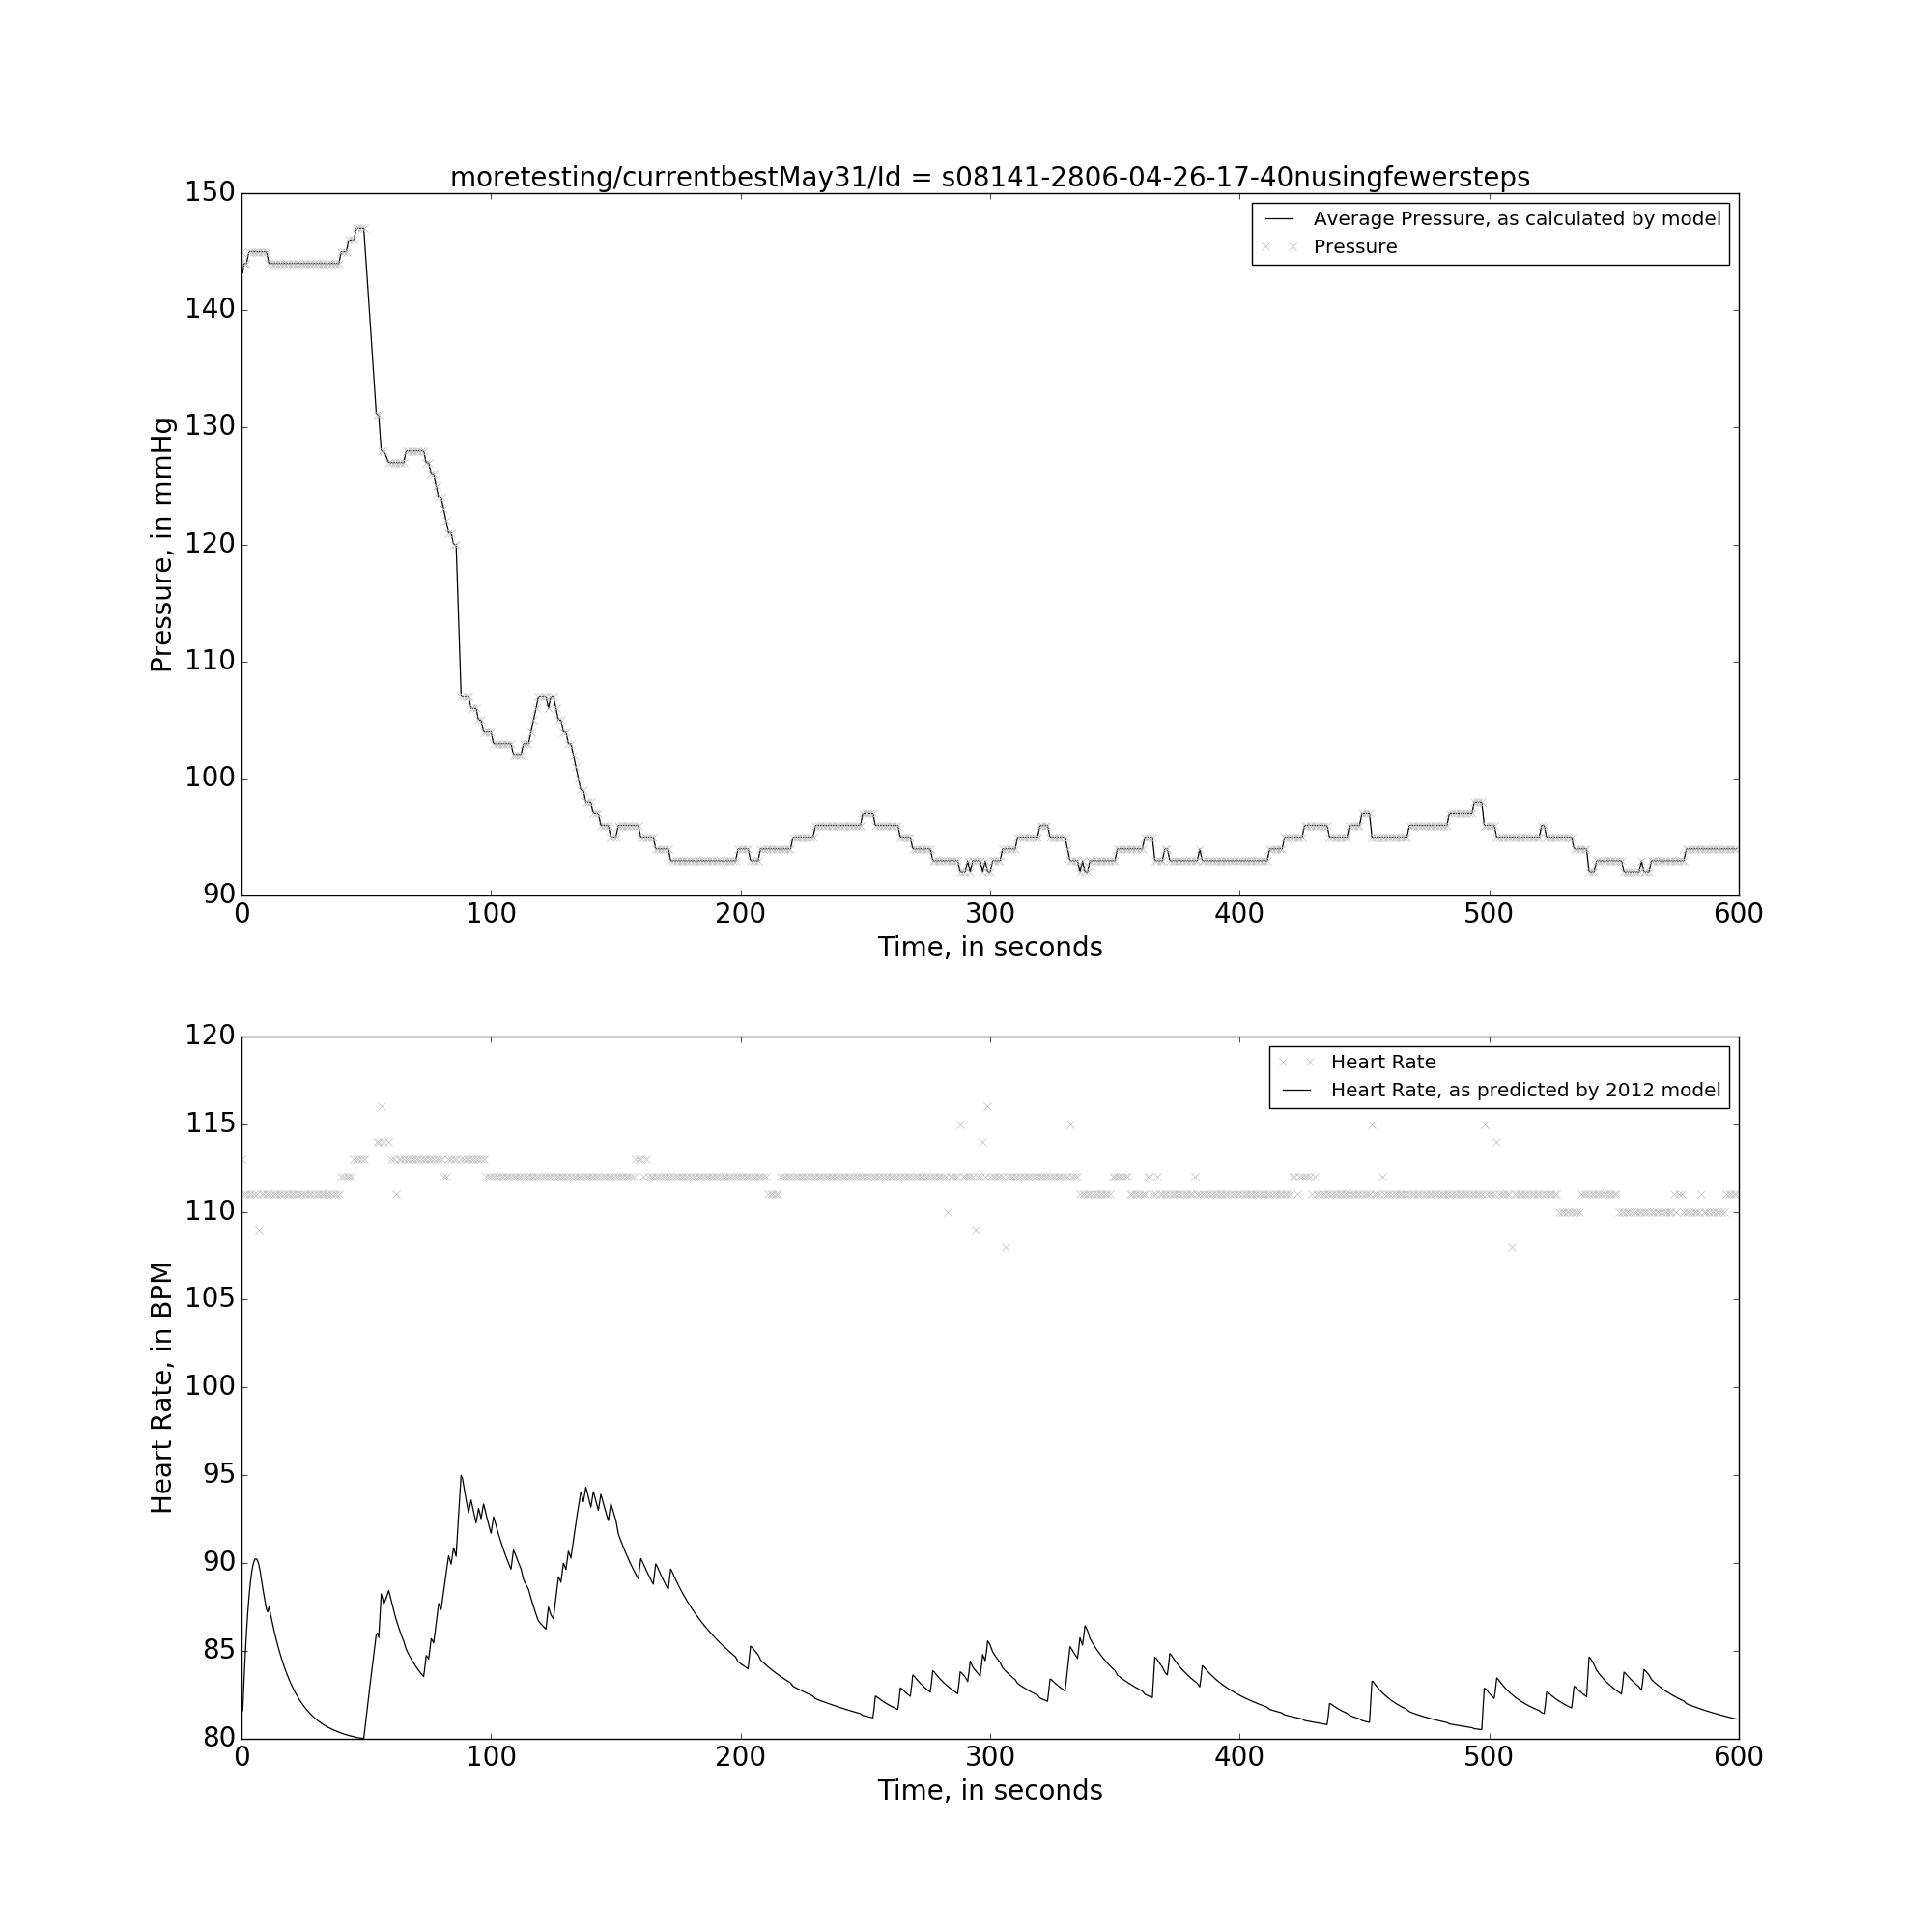 moretesting/currentbestMay31/Id = s08141-2806-04-26-17-40nusingfewersteps
150
140
130
120
110
100
90
Pressure, in mmHg
Average Pressure, as calculated by model
Pressure
0 100 200 300 400 500 600
Time, in seconds
120
115
110
105
100
95
90
85
80
Heart Rate, in BPM
Heart Rate
Heart Rate, as predicted by 2012 model
0 100 200 300 400 500 600
Time, in seconds